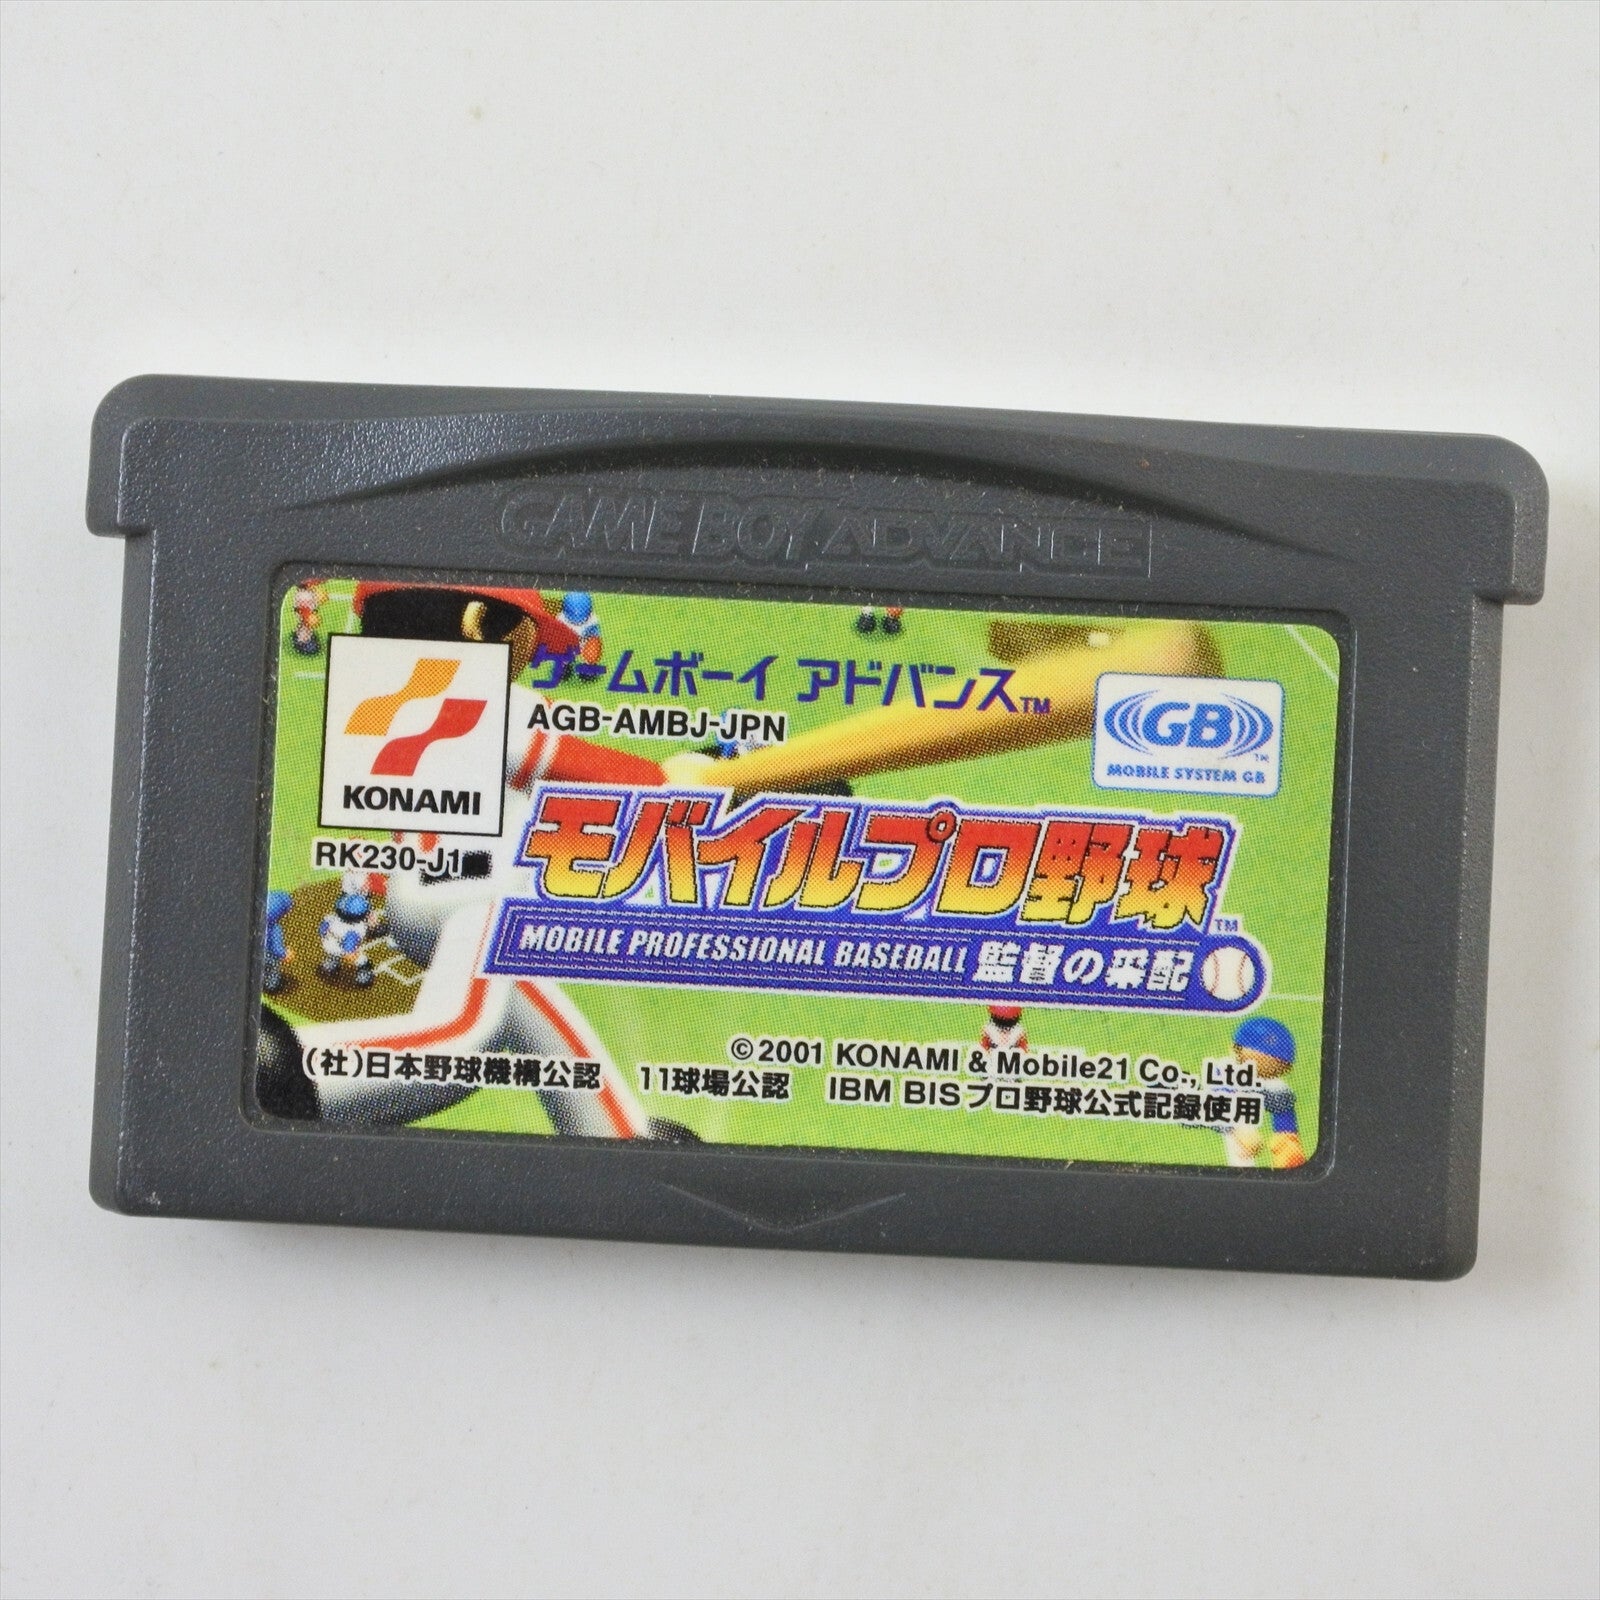 GAME BOY ADVANCE
ゲームボーイ アドバンス™
AGB-AMBJ-JPN
GB™
MOBILE SYSTEM GB
KONAMI
RK230-J1
モバイルプロ野球™
MOBILE PROFESSIONAL BASEBALL 監督の采配
©2001 KONAMI & Mobile21 Co., Ltd.
(社)日本野球機構公認 11球場公認 IBM BISプロ野球公式記録使用